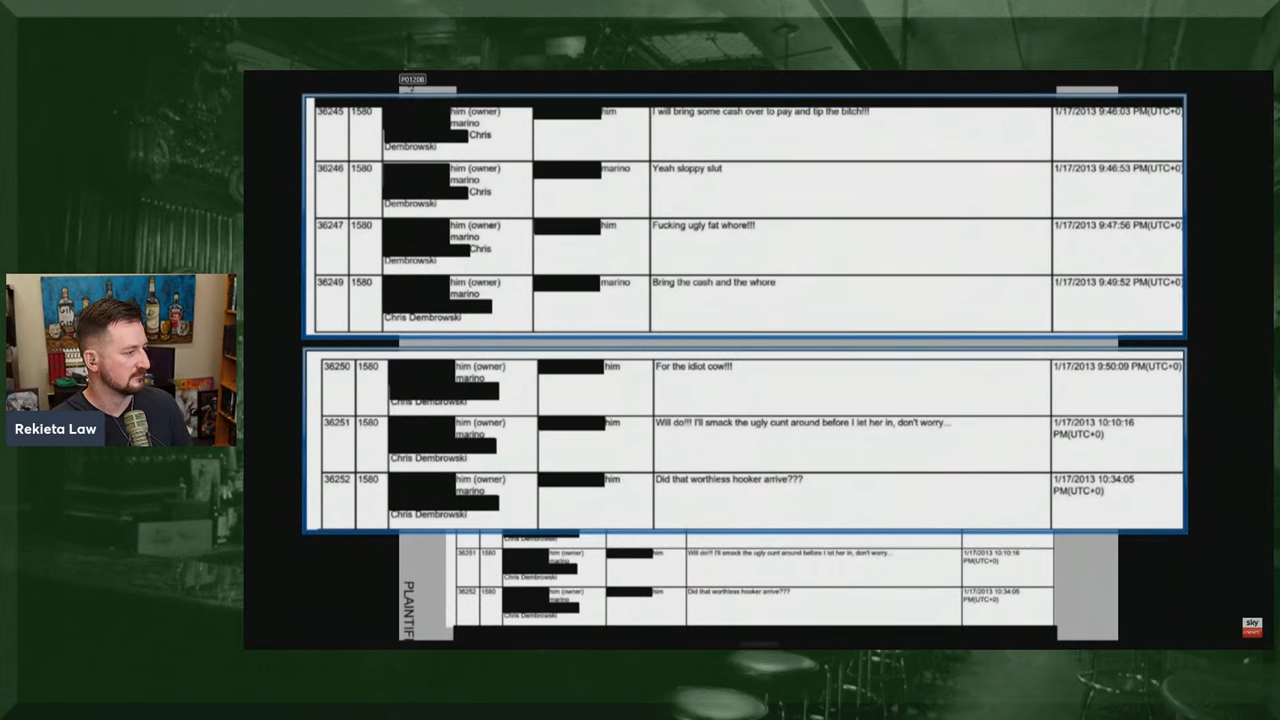 P01208
36245 1580 him (owner) him I will bring some cash over to pay and tip the bitch!!! 1/17/2013 9:46:03 PM(UTC+0)
marino
Chris
Dembrowski
36246 1580 him (owner) marino Yeah sloppy slut 1/17/2013 9:46:53 PM(UTC+0)
marino
Chris
Dembrowski
36247 1580 him (owner) him Fucking ugly fat whore!!! 1/17/2013 9:47:56 PM(UTC+0)
marino
Chris
Dembrowski
36249 1580 him (owner) marino Bring the cash and the whore 1/17/2013 9:49:52 PM(UTC+0)
marino
Chris Dembrowski
36250 1580 him (owner) him For the idiot cow!!! 1/17/2013 9:50:09 PM(UTC+0)
marino
Chris Dembrowski
36251 1580 him (owner) him Will do!!! I'll smack the ugly cunt around before I let her in, don't worry... 1/17/2013 10:10:16
marino PM(UTC+0)
Chris Dembrowski
36252 1580 him (owner) him Did that worthless hooker arrive??? 1/17/2013 10:34:05
marino PM(UTC+0)
Chris Dembrowski
Chris Dembrowski
36251 1580 him (owner) him Will do!!! I'll smack the ugly cunt around before I let her in, don't worry... 1/17/2013 10:10:16
marino PM(UTC+0)
Chris Dembrowski
36252 1580 him (owner) him Did that worthless hooker arrive??? 1/17/2013 10:34:05
marino PM(UTC+0)
Chris Dembrowski
PLAINTIF
Rekieta Law
sky